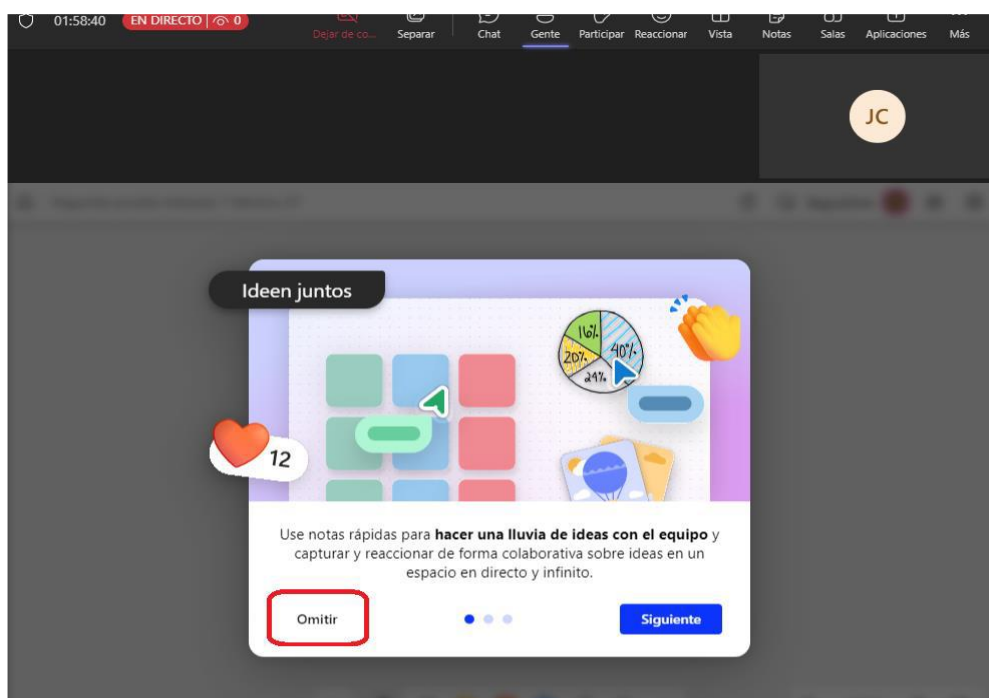 01:58:40 EN DIRECTO 0
Dejar de co... Separar Chat Gente Participar Reaccionar Vista Notas Salas Aplicaciones Más
JC
Ideen juntos
16%
40%
20%
24%
12
Use notas rápidas para hacer una lluvia de ideas con el equipo y
capturar y reaccionar de forma colaborativa sobre ideas en un
espacio en directo y infinito.
Omitir Siguiente